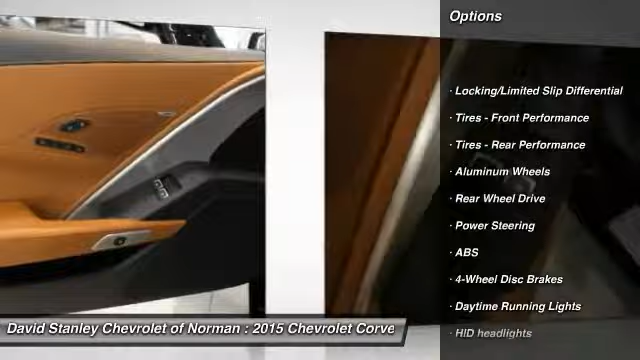 Options
· Locking/Limited Slip Differential
· Tires - Front Performance
· Tires - Rear Performance
· Aluminum Wheels
· Rear Wheel Drive
· Power Steering
· ABS
· 4-Wheel Disc Brakes
· Daytime Running Lights
· HID headlights
David Stanley Chevrolet of Norman : 2015 Chevrolet Corve